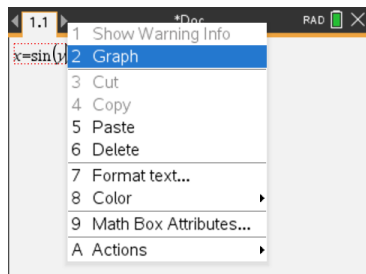 1.1 *Doc RAD
1 Show Warning Info
x=sin(y
2 Graph
3 Cut
4 Copy
5 Paste
6 Delete
7 Format text...
8 Color
9 Math Box Attributes...
A Actions